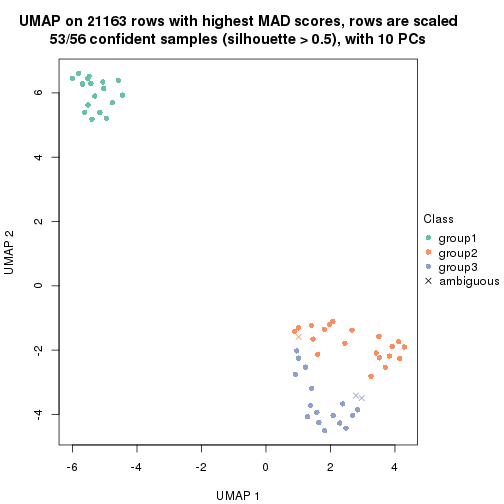 UMAP on 21163 rows with highest MAD scores, rows are scaled
53/56 confident samples (silhouette > 0.5), with 10 PCs
6
4
2
0
-2
-4
UMAP 2
-6
-4
-2
0
2
4
UMAP 1
Class
group1
group2
group3
ambiguous